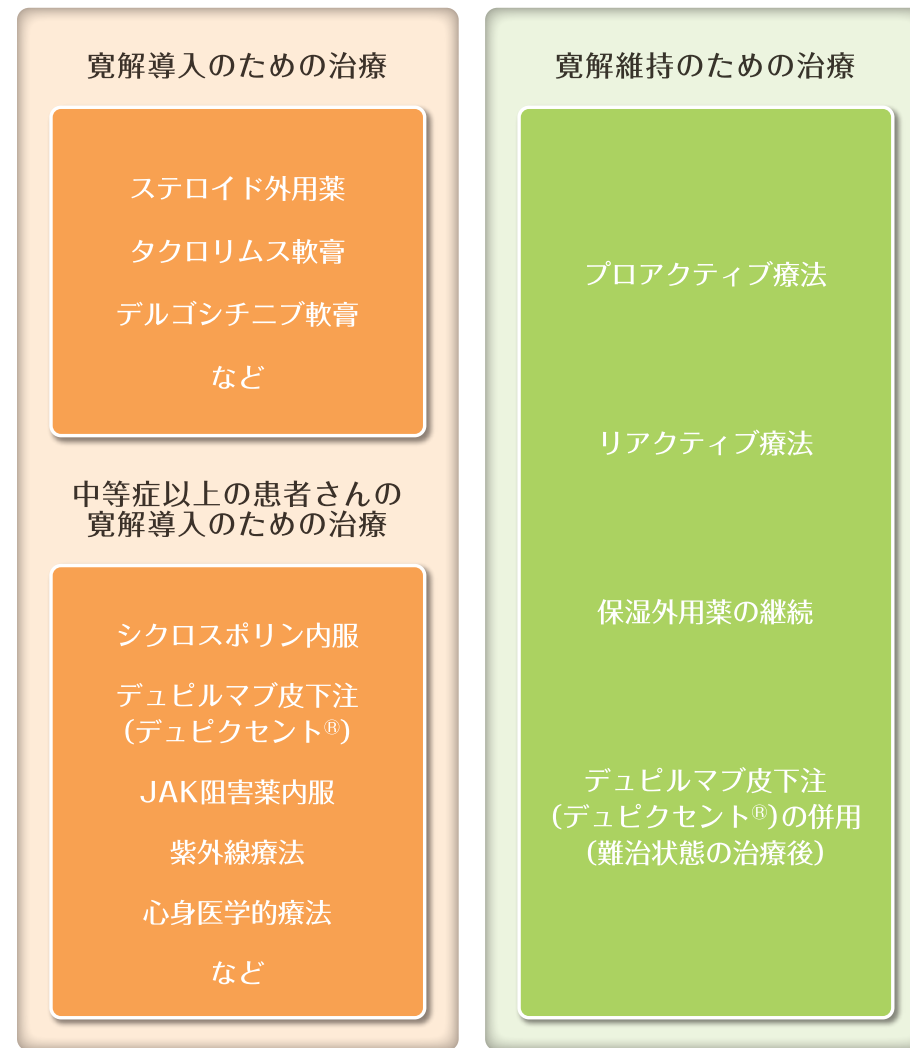 寛解導入のための治療
ステロイド外用薬
タクロリムス軟膏
デルゴシチニブ軟膏
など
中等症以上の患者さんの
寛解導入のための治療
シクロスポリン内服
デュピルマブ皮下注
(デュピクセント®)
JAK阻害薬内服
紫外線療法
心身医学的療法
など
寛解維持のための治療
プロアクティブ療法
リアクティブ療法
保湿外用薬の継続
デュピルマブ皮下注
(デュピクセント®)の併用
(難治状態の治療後)